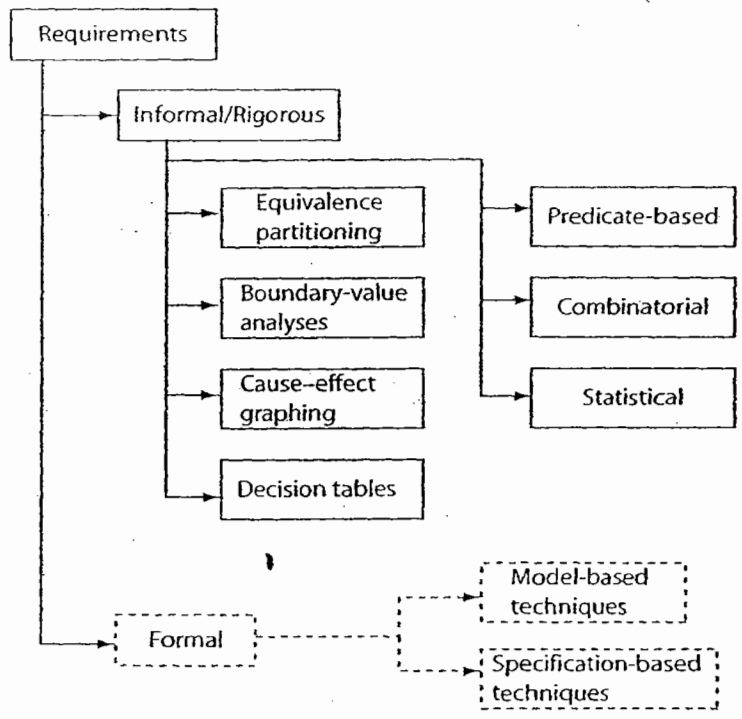 Requirements
Informal/Rigorous
Equivalence
partitioning
Predicate-based
Boundary-value
analyses
Combinatorial
Cause-effect
graphing
Statistical
Decision tables
Model-based
techniques
Formal
Specification-based
techniques